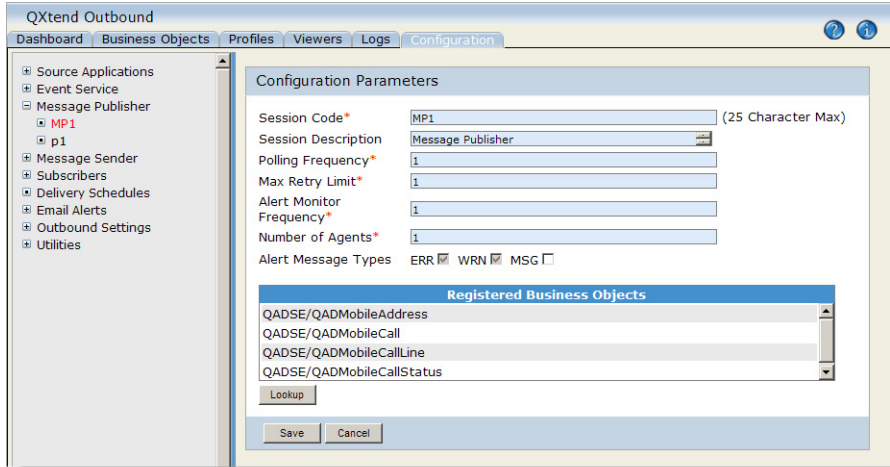 QXtend Outbound
Dashboard Business Objects Profiles Viewers Logs Configuration
Source Applications
Event Service
Message Publisher
MP1
p1
Message Sender
Subscribers
Delivery Schedules
Email Alerts
Outbound Settings
Utilities
Configuration Parameters
Session Code* MP1 (25 Character Max)
Session Description Message Publisher
Polling Frequency* 1
Max Retry Limit* 1
Alert Monitor
Frequency* 1
Number of Agents* 1
Alert Message Types ERR WRN MSG
Registered Business Objects
QADSE/QADMobileAddress
QADSE/QADMobileCall
QADSE/QADMobileCallLine
QADSE/QADMobileCallStatus
Lookup
Save Cancel